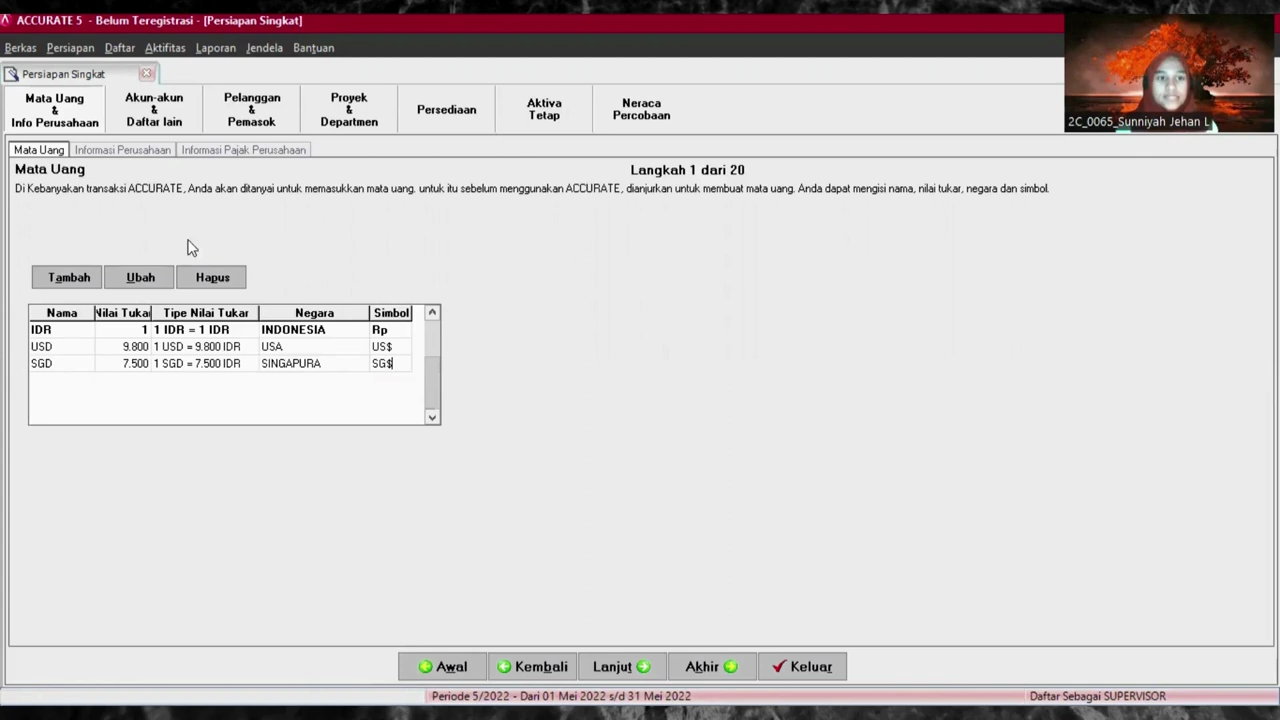 ACCURATE 5 - Belum Teregistrasi - [Persiapan Singkat]
Berkas Persiapan Daftar Aktifitas Laporan Jendela Bantuan
Persiapan Singkat
Mata Uang & Info Perusahaan
Akun-akun & Daftar lain
Pelanggan & Pemasok
Proyek & Departmen
Persediaan
Aktiva Tetap
Neraca Percobaan
2C_0065_Sunniyah Jehan L
Mata Uang Informasi Perusahaan Informasi Pajak Perusahaan
Mata Uang Langkah 1 dari 20
Di Kebanyakan transaksi ACCURATE, Anda akan ditanyai untuk memasukkan mata uang. untuk itu sebelum menggunakan ACCURATE, dianjurkan untuk membuat mata uang. Anda dapat mengisi nama, nilai tukar, negara dan simbol.
Tambah Ubah Hapus
Nama Nilai Tukar Tipe Nilai Tukar Negara Simbol
IDR 1 1 IDR = 1 IDR INDONESIA Rp
USD 9.800 1 USD = 9.800 IDR USA US$
SGD 7.500 1 SGD = 7.500 IDR SINGAPURA SG$
Awal Kembali Lanjut Akhir Keluar
Periode 5/2022 - Dari 01 Mei 2022 s/d 31 Mei 2022 Daftar Sebagai SUPERVISOR